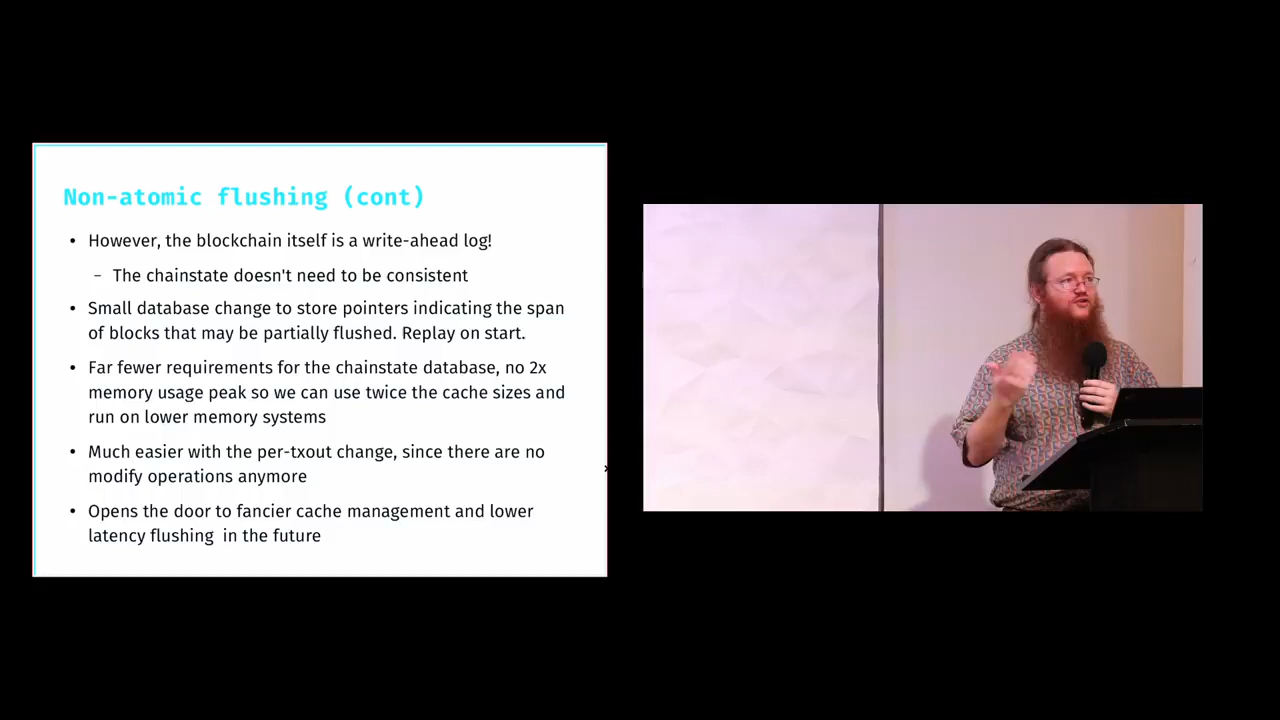 Non-atomic flushing (cont)
• However, the blockchain itself is a write-ahead log!
– The chainstate doesn't need to be consistent
• Small database change to store pointers indicating the span
of blocks that may be partially flushed. Replay on start.
• Far fewer requirements for the chainstate database, no 2x
memory usage peak so we can use twice the cache sizes and
run on lower memory systems
• Much easier with the per-txout change, since there are no
modify operations anymore
• Opens the door to fancier cache management and lower
latency flushing  in the future